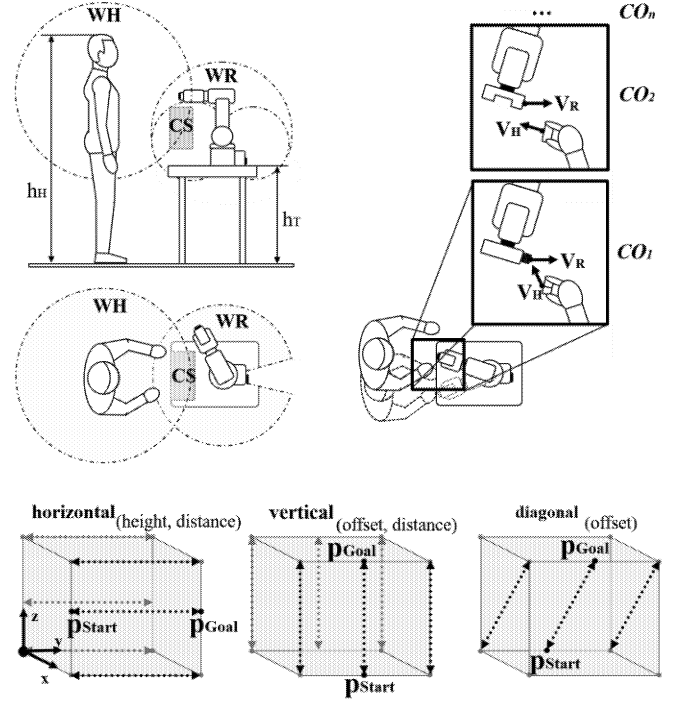 WH
WR
CS
hH
hT
WH
WR
CS
... COn
CO2
VR
VH
CO1
VR
VH
horizontal (height, distance)
pStart
pGoal
z
y
x
vertical (offset, distance)
pGoal
pStart
diagonal (offset)
pGoal
pStart